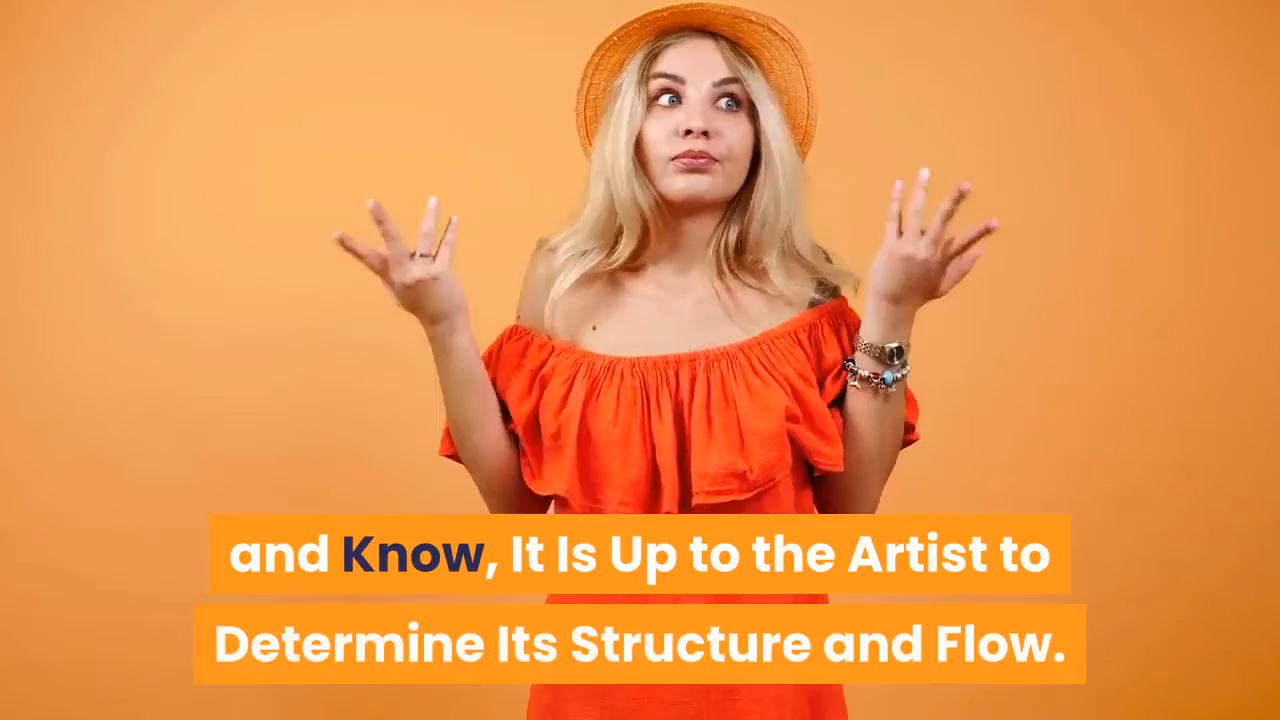 and Know, It Is Up to the Artist to
Determine Its Structure and Flow.